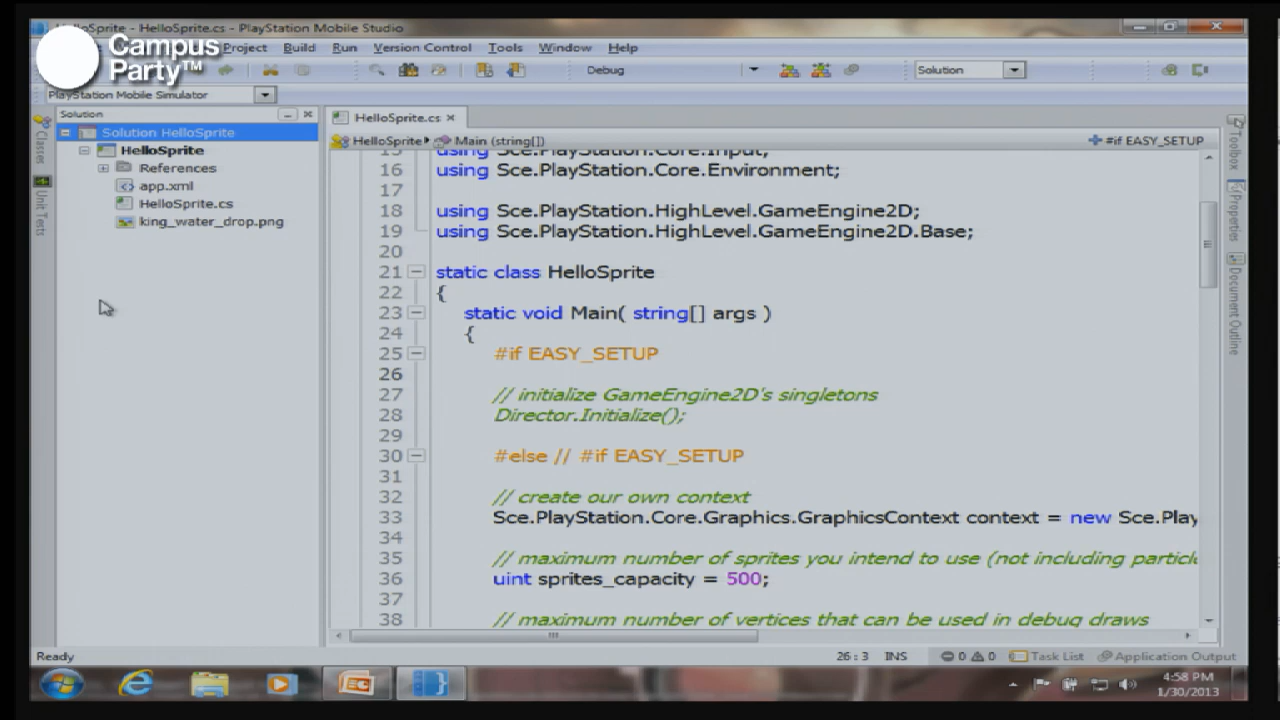 HelloSprite - HelloSprite.cs - PlayStation Mobile Studio
Campus
Party™
Project Build Run Version Control Tools Window Help
Debug
Solution
PlayStation Mobile Simulator
Solution
HelloSprite.cs
Solution HelloSprite
HelloSprite
References
app.xml
HelloSprite.cs
king_water_drop.png
Classes
Unit Tests
HelloSprite
Main (string[])
#if EASY_SETUP
15 using Sce.PlayStation.Core.Input;
16 using Sce.PlayStation.Core.Environment;
17
18 using Sce.PlayStation.HighLevel.GameEngine2D;
19 using Sce.PlayStation.HighLevel.GameEngine2D.Base;
20
21 static class HelloSprite
22 {
23 static void Main( string[] args )
24 {
25 #if EASY_SETUP
26
27 // initialize GameEngine2D's singletons
28 Director.Initialize();
29
30 #else // #if EASY_SETUP
31
32 // create our own context
33 Sce.PlayStation.Core.Graphics.GraphicsContext context = new Sce.Play
34
35 // maximum number of sprites you intend to use (not including particle
36 uint sprites_capacity = 500;
37
38 // maximum number of vertices that can be used in debug draws
Toolbox
Properties
Document Outline
Ready
26 : 3 INS
0 0 Task List Application Output
4:58 PM
1/30/2013